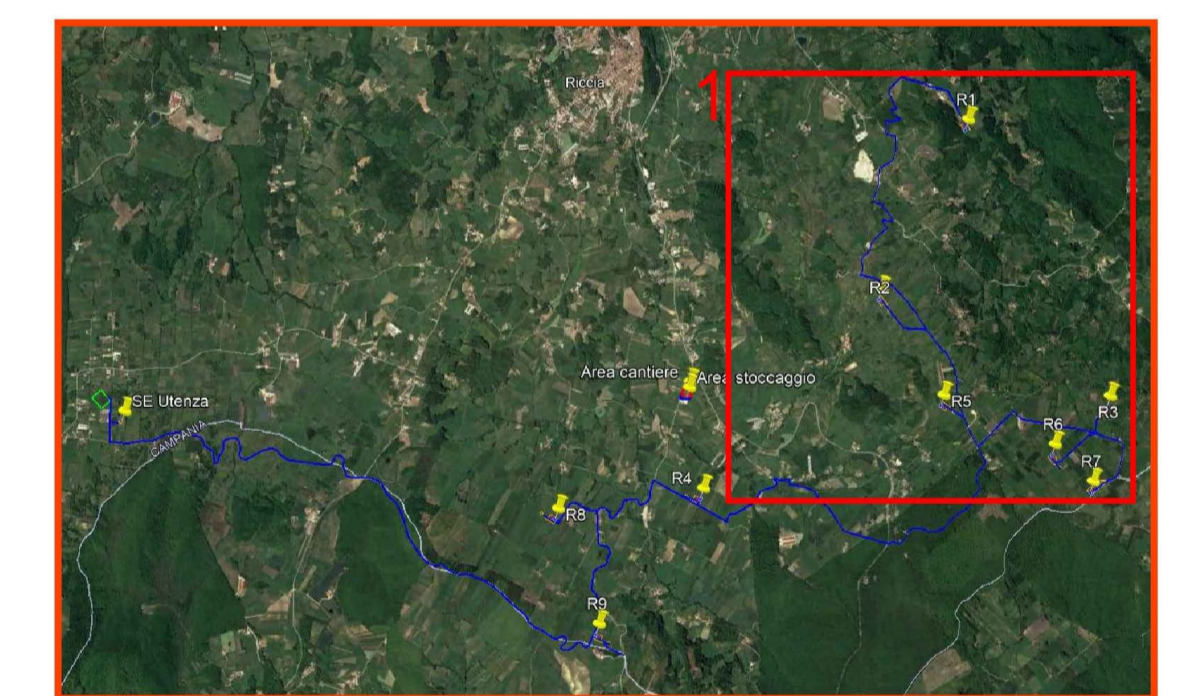 Riccia
1
R1
R2
Area cantiere
Area stoccaggio
SE Utenza
R5
R3
R6
CAMPANIA
R7
R4
R8
R9